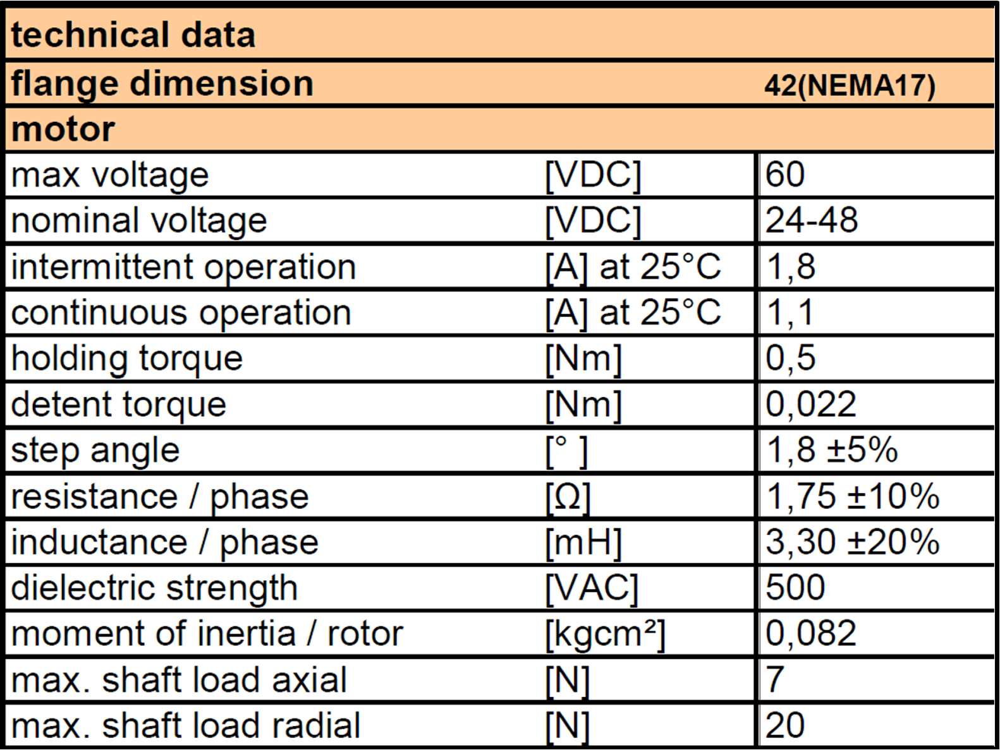 technical data
flange dimension 42(NEMA17)
motor
max voltage [VDC] 60
nominal voltage [VDC] 24-48
intermittent operation [A] at 25°C 1,8
continuous operation [A] at 25°C 1,1
holding torque [Nm] 0,5
detent torque [Nm] 0,022
step angle [° ] 1,8 ±5%
resistance / phase [Ω] 1,75 ±10%
inductance / phase [mH] 3,30 ±20%
dielectric strength [VAC] 500
moment of inertia / rotor [kgcm²] 0,082
max. shaft load axial [N] 7
max. shaft load radial [N] 20